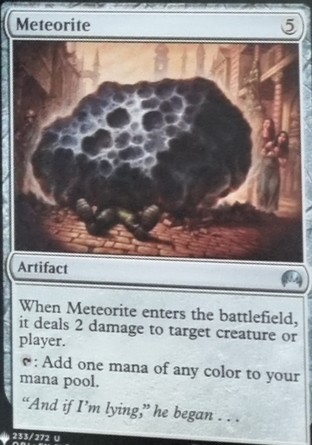 Meteorite 5
Artifact
When Meteorite enters the battlefield,
it deals 2 damage to target creature or
player.
: Add one mana of any color to your
mana pool.
"And if I'm lying," he began . . .
233/272 U